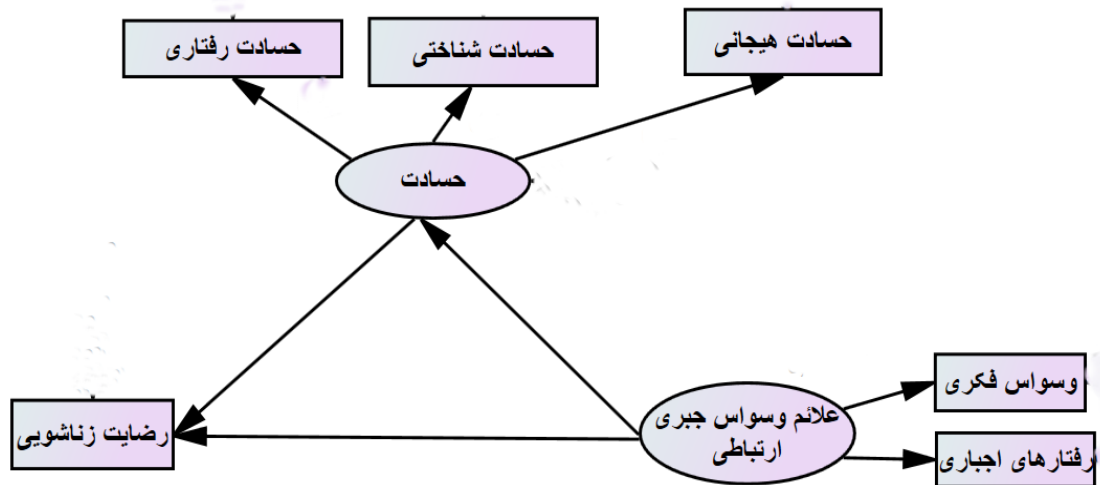 حسادت هیجانی
حسادت شناختی
حسادت رفتاری
حسادت
وسواس فکری
علائم وسواس جبری
ارتباطی
رضایت زناشویی
رفتارهای اجباری